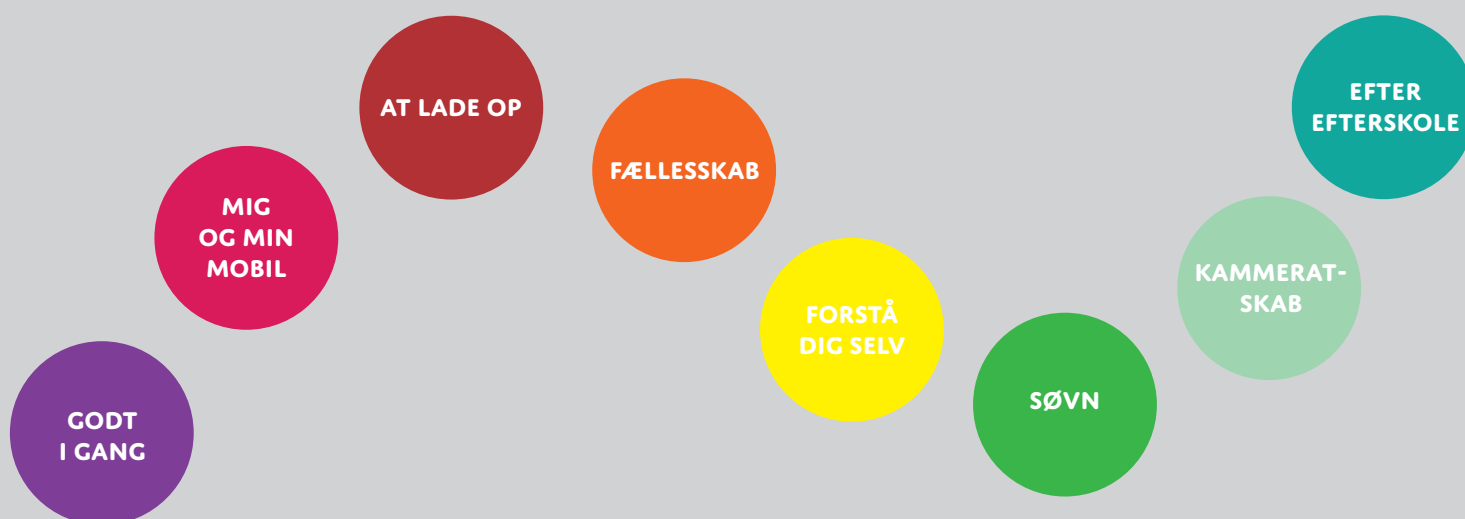 GODT
I GANG
MIG
OG MIN
MOBIL
AT LADE OP
FÆLLESSKAB
FORSTÅ
DIG SELV
SØVN
KAMMERAT-
SKAB
EFTER
EFTERSKOLE